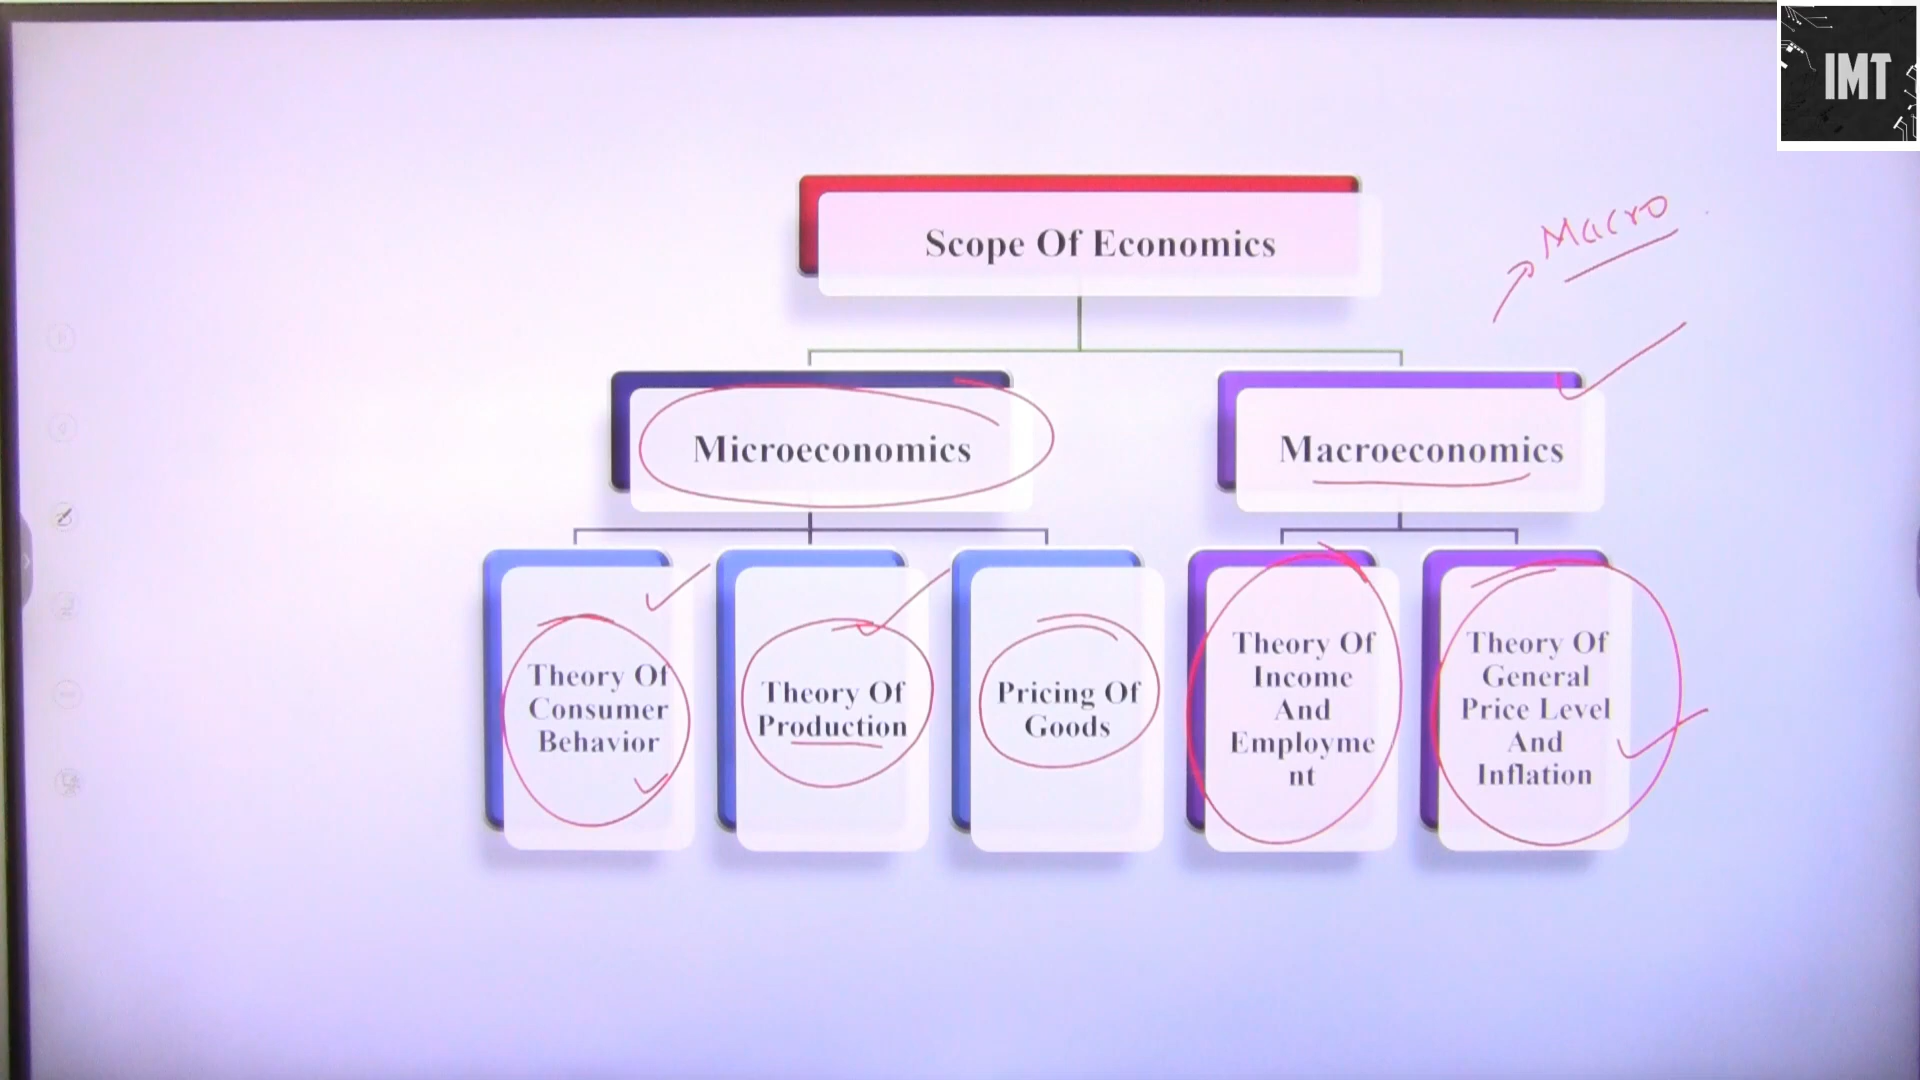 IMT
Scope Of Economics
Macro
Microeconomics
Macroeconomics
Theory Of
Consumer
Behavior
Theory Of
Production
Pricing Of
Goods
Theory Of
Income
And
Employme
nt
Theory Of
General
Price Level
And
Inflation